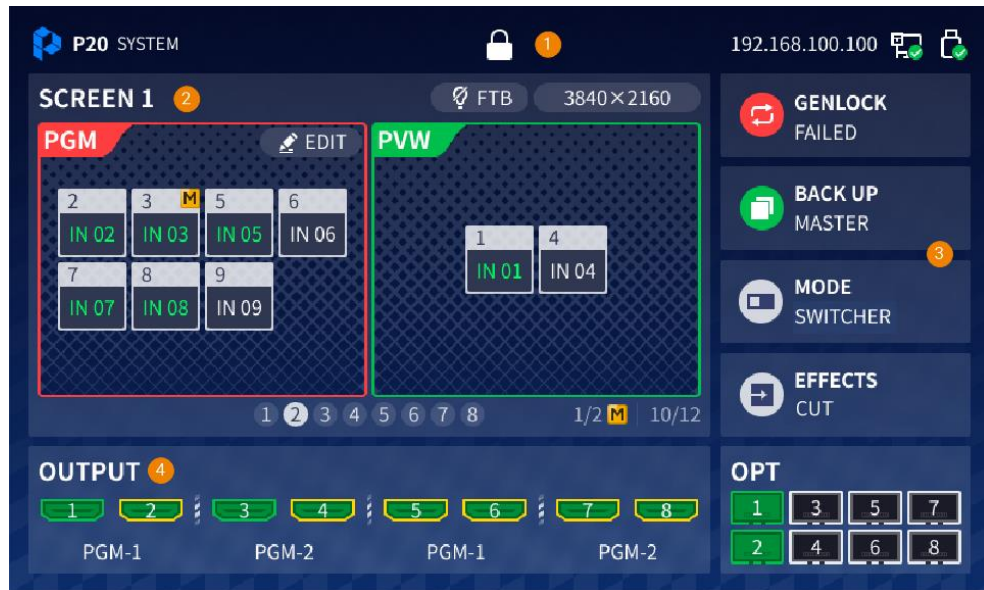 P20 SYSTEM
1
192.168.100.100
SCREEN 1 2
FTB
3840×2160
PGM
EDIT
PVW
2
3 M
5
6
IN 02
IN 03
IN 05
IN 06
7
8
9
IN 07
IN 08
IN 09
1
4
IN 01
IN 04
1 2 3 4 5 6 7 8
1/2 M
10/12
GENLOCK
FAILED
BACK UP
MASTER
3
MODE
SWITCHER
EFFECTS
CUT
OUTPUT 4
1 2 3 4 5 6 7 8
PGM-1 PGM-2 PGM-1 PGM-2
OPT
1 3 5 7
2 4 6 8